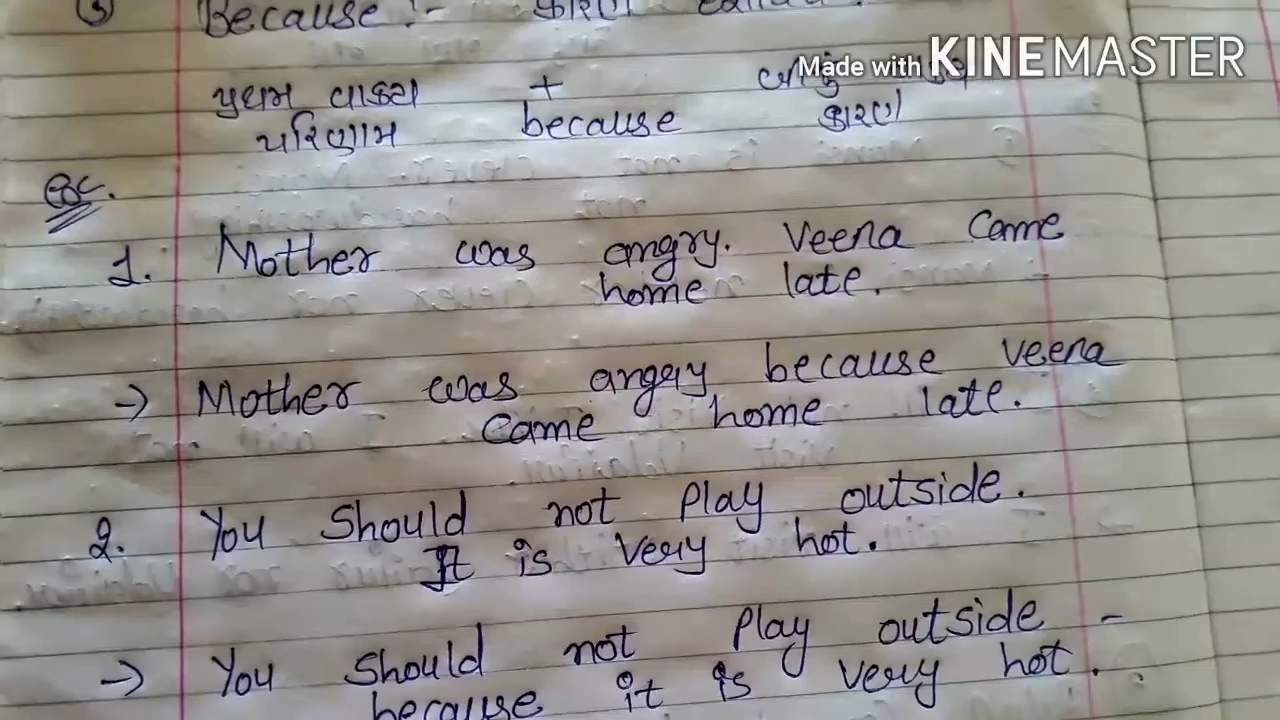 Because :- કારણ
Made with KINEMASTER
પ્રથમ વાક્ય + 
પરિણામ because કારણ
Ex.
1. Mother was angry. Veena Came
home late.
→ Mother was angry because Veena
Came home late.
2. You Should not Play outside.
It is very hot.
→ You Should not Play outside -
because it is very hot.